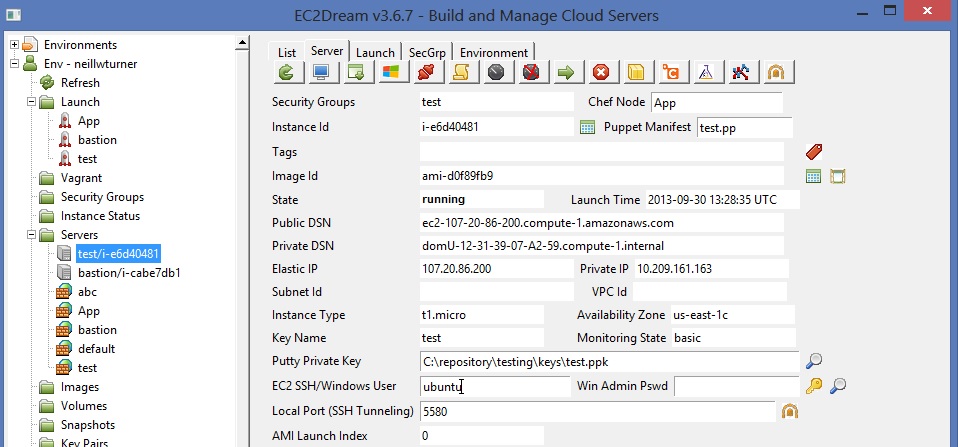 EC2Dream v3.6.7 - Build and Manage Cloud Servers
Environments
Env - neillwturner
Refresh
Launch
App
bastion
test
Vagrant
Security Groups
Instance Status
Servers
test/i-e6d40481
bastion/i-cabe7db1
abc
App
bastion
default
test
Images
Volumes
Snapshots
Key Pairs
List Server Launch SecGrp Environment
Security Groups test Chef Node App
Instance Id i-e6d40481 Puppet Manifest test.pp
Tags
Image Id ami-d0f89fb9
State running Launch Time 2013-09-30 13:28:35 UTC
Public DSN ec2-107-20-86-200.compute-1.amazonaws.com
Private DSN domU-12-31-39-07-A2-59.compute-1.internal
Elastic IP 107.20.86.200 Private IP 10.209.161.163
Subnet Id VPC Id
Instance Type t1.micro Availability Zone us-east-1c
Key Name test Monitoring State basic
Putty Private Key C:\repository\testing\keys\test.ppk
EC2 SSH/Windows User ubuntu Win Admin Pswd
Local Port (SSH Tunneling) 5580
AMI Launch Index 0